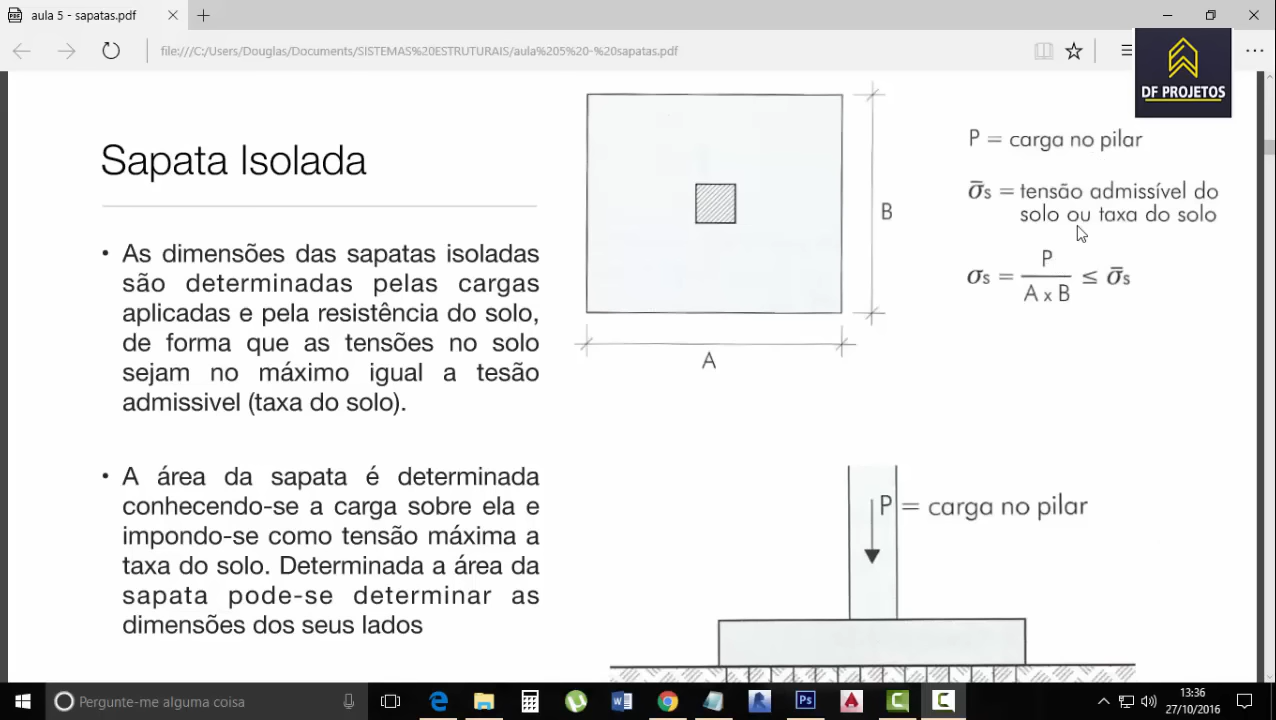 aula 5 - sapatas.pdf
file:///C:/Users/Douglas/Documents/SISTEMAS%20ESTRUTURAIS/aula%205%20-%20sapatas.pdf
DF PROJETOS
Sapata Isolada
• As dimensões das sapatas isoladas
são determinadas pelas cargas
aplicadas e pela resistência do solo,
de forma que as tensões no solo
sejam no máximo igual a tesão
admissivel (taxa do solo).
• A área da sapata é determinada
conhecendo-se a carga sobre ela e
impondo-se como tensão máxima a
taxa do solo. Determinada a área da
sapata pode-se determinar as
dimensões dos seus lados
B
A
P = carga no pilar
σ̄s = tensão admissível do
solo ou taxa do solo
σs = P / A x B ≤ σ̄s
P = carga no pilar
Pergunte-me alguma coisa
13:36
27/10/2016